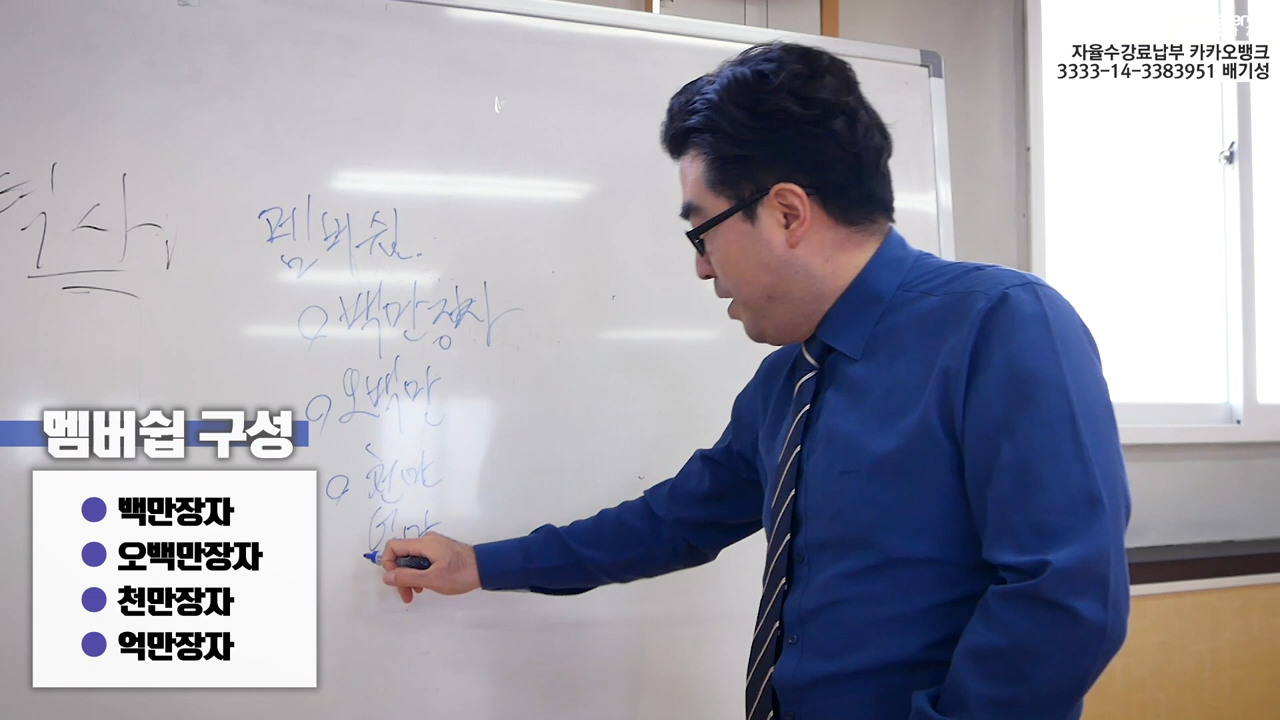 자율수강료납부 카카오뱅크
3333-14-3383951 배기성
멤버쉽
백만장자
오백만
천만
멤버쉽 구성
● 백만장자
● 오백만장자
● 천만장자
● 억만장자